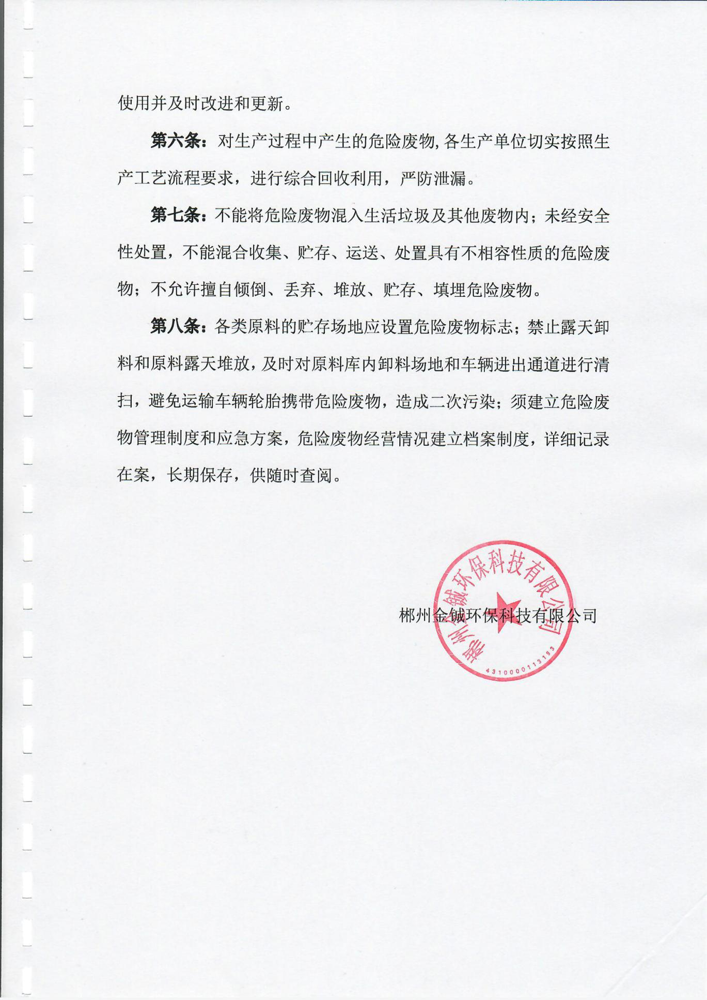 使用并及时改进和更新。
第六条：对生产过程中产生的危险废物,各生产单位切实按照生
产工艺流程要求，进行综合回收利用，严防泄漏。
第七条：不能将危险废物混入生活垃圾及其他废物内；未经安全
性处置，不能混合收集、贮存、运送、处置具有不相容性质的危险废
物；不允许擅自倾倒、丢弃、堆放、贮存、填埋危险废物。
第八条：各类原料的贮存场地应设置危险废物标志；禁止露天卸
料和原料露天堆放，及时对原料库内卸料场地和车辆进出通道进行清
扫，避免运输车辆轮胎携带危险废物，造成二次污染；须建立危险废
物管理制度和应急方案，危险废物经营情况建立档案制度，详细记录
在案，长期保存，供随时查阅。
郴州金铖环保科技有限公司
郴州金铖环保科技有限公司
4310000113193